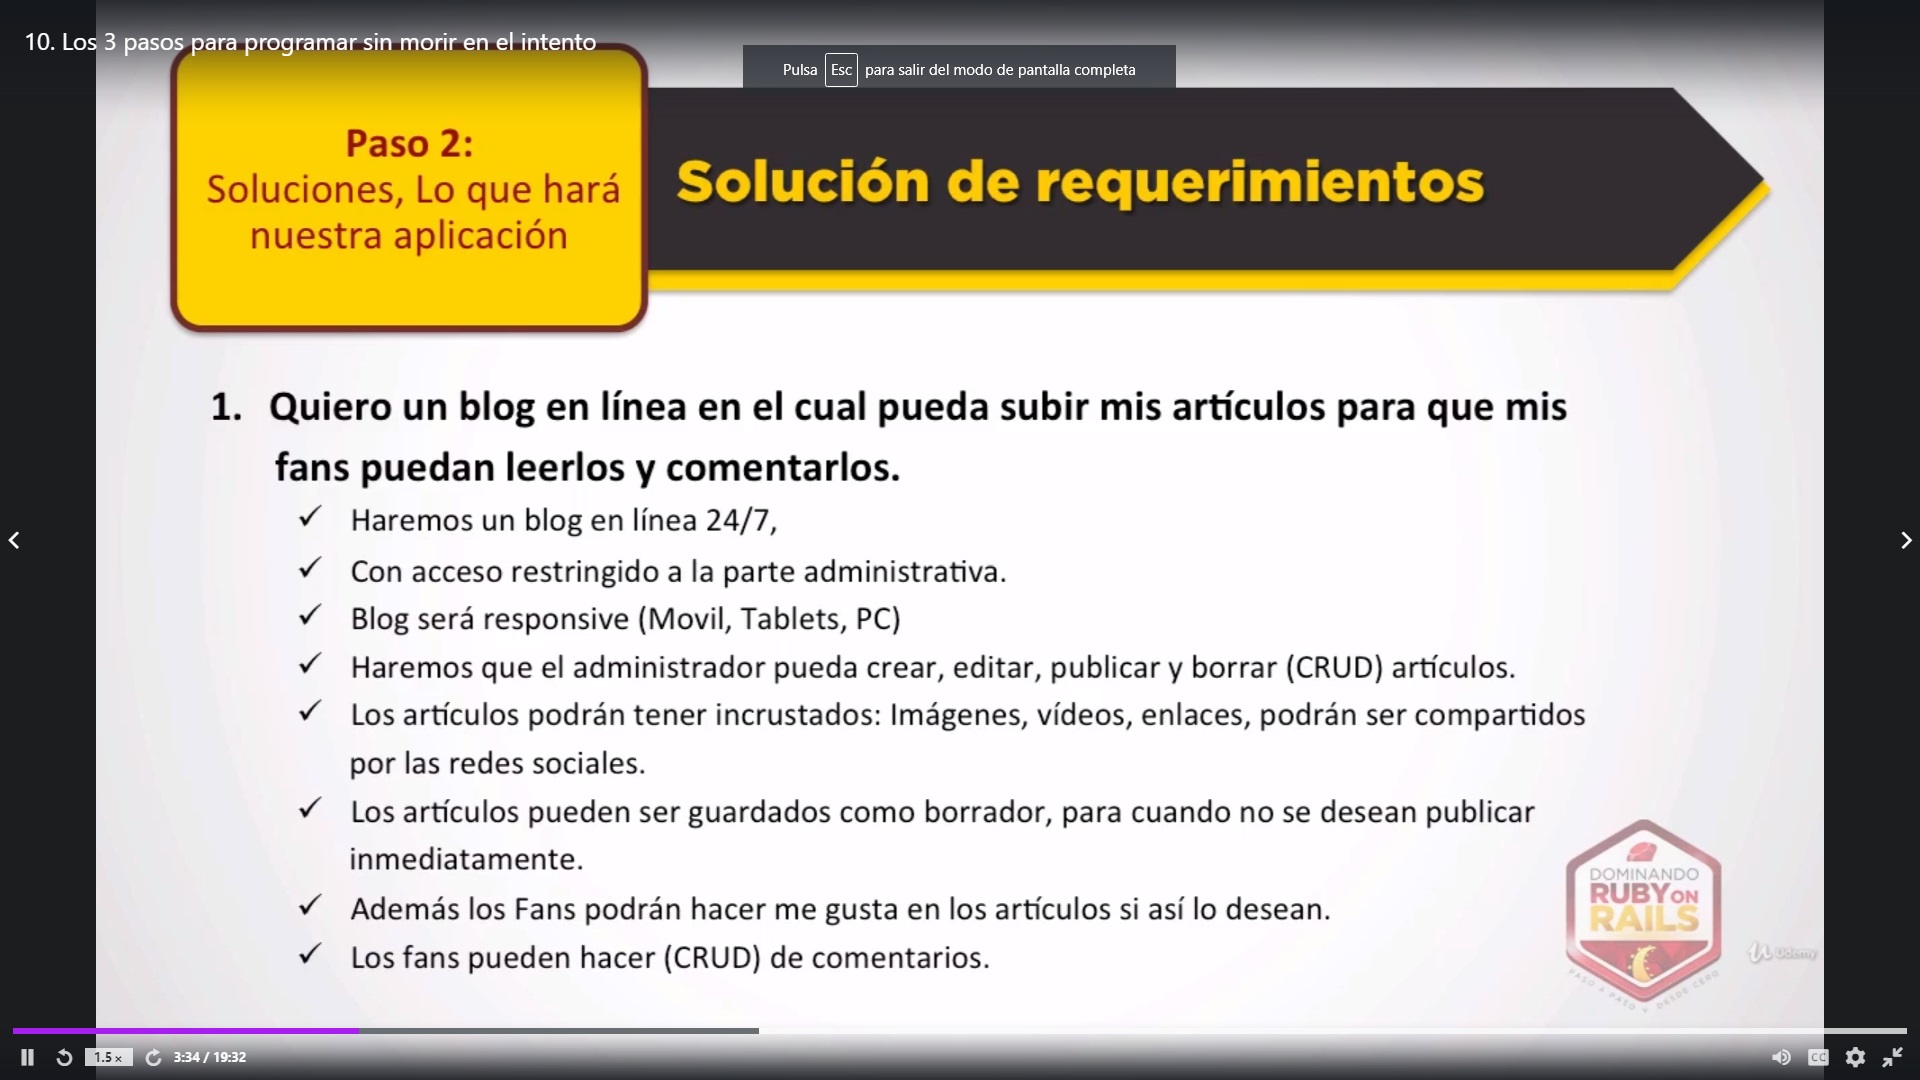 10. Los 3 pasos para programar sin morir en el intento
Pulsa Esc para salir del modo de pantalla completa
Paso 2:
Soluciones, Lo que hará
nuestra aplicación
Solución de requerimientos
1. Quiero un blog en línea en el cual pueda subir mis artículos para que mis
fans puedan leerlos y comentarlos.
✓ Haremos un blog en línea 24/7,
✓ Con acceso restringido a la parte administrativa.
✓ Blog será responsive (Movil, Tablets, PC)
✓ Haremos que el administrador pueda crear, editar, publicar y borrar (CRUD) artículos.
✓ Los artículos podrán tener incrustados: Imágenes, vídeos, enlaces, podrán ser compartidos
por las redes sociales.
✓ Los artículos pueden ser guardados como borrador, para cuando no se desean publicar
inmediatamente.
✓ Además los Fans podrán hacer me gusta en los artículos si así lo desean.
✓ Los fans pueden hacer (CRUD) de comentarios.
DOMINANDO
RUBY ON
RAILS
PASO A PASO Y DESDE CERO
Udemy
1.5 x
3:34 / 19:32
CC